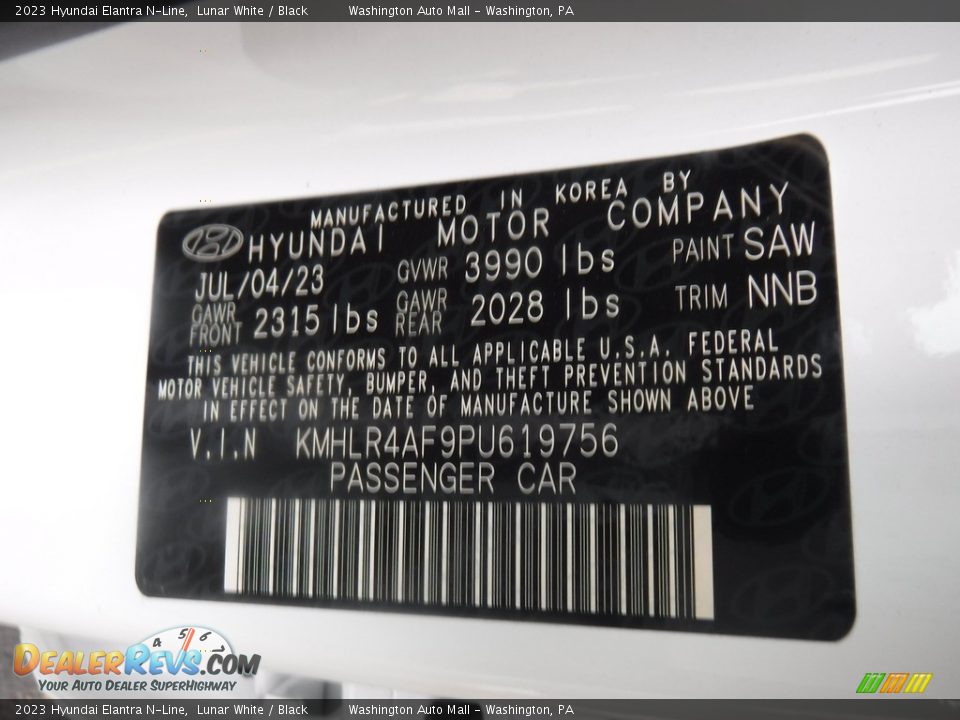 2023 Hyundai Elantra N-Line, Lunar White / Black Washington Auto Mall - Washington, PA
MANUFACTURED IN KOREA BY
HYUNDAI MOTOR COMPANY
JUL/04/23 GVWR 3990 lbs PAINT SAW
GAWR FRONT 2315 lbs GAWR REAR 2028 lbs TRIM NNB
THIS VEHICLE CONFORMS TO ALL APPLICABLE U.S.A. FEDERAL
MOTOR VEHICLE SAFETY, BUMPER, AND THEFT PREVENTION STANDARDS
IN EFFECT ON THE DATE OF MANUFACTURE SHOWN ABOVE
V.I.N KMHLR4AF9PU619756
PASSENGER CAR
4 5 6
DEALERREVS.COM
YOUR AUTO DEALER SUPERHIGHWAY
2023 Hyundai Elantra N-Line, Lunar White / Black Washington Auto Mall - Washington, PA